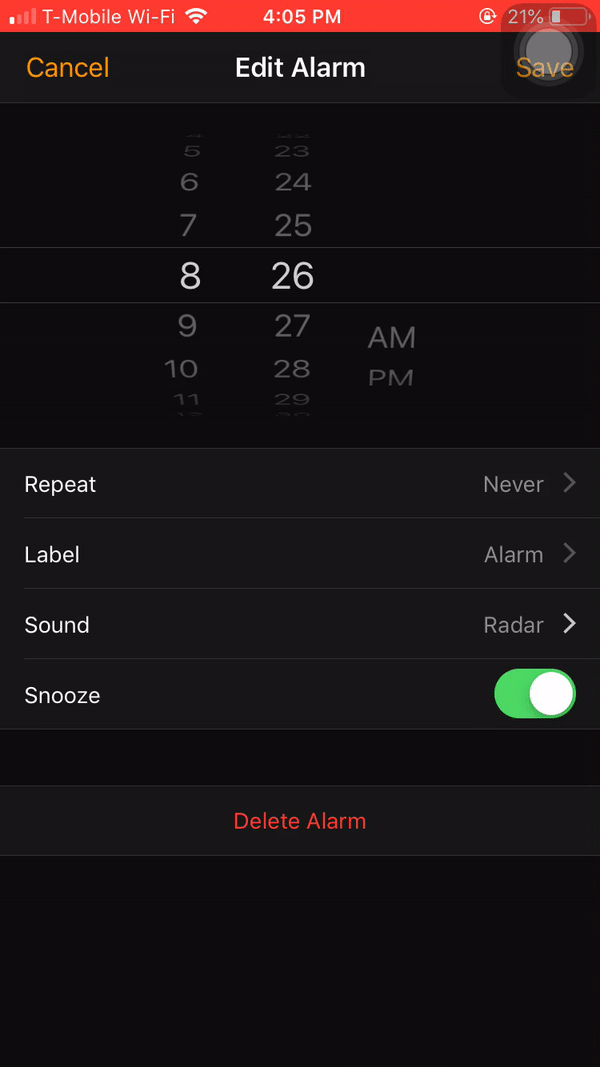 T-Mobile Wi-Fi 4:05 PM 21%
Cancel Edit Alarm Save
5 23
6 24
7 25
8 26
9 27 AM
10 28 PM
11 29
Repeat Never
Label Alarm
Sound Radar
Snooze
Delete Alarm